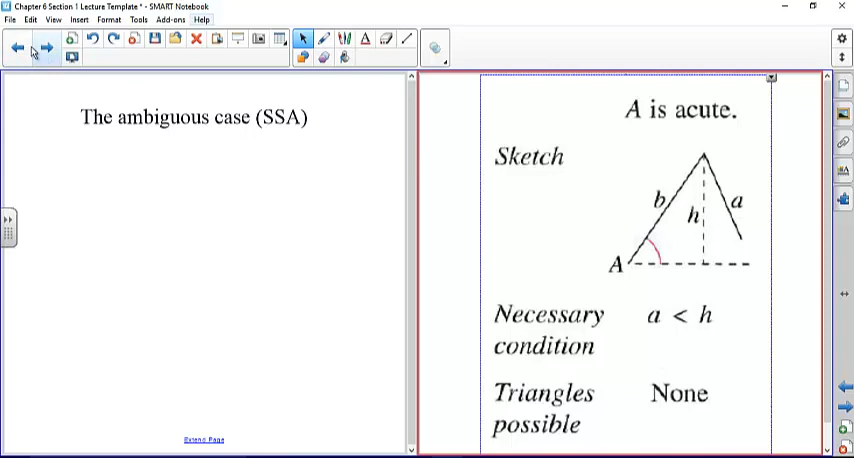 Chapter 6 Section 1 Lecture Template * - SMART Notebook
File Edit View Insert Format Tools Add-ons Help
The ambiguous case (SSA)
Extend Page
A is acute.
Sketch
b
h
a
A
Necessary a < h
condition
Triangles None
possible